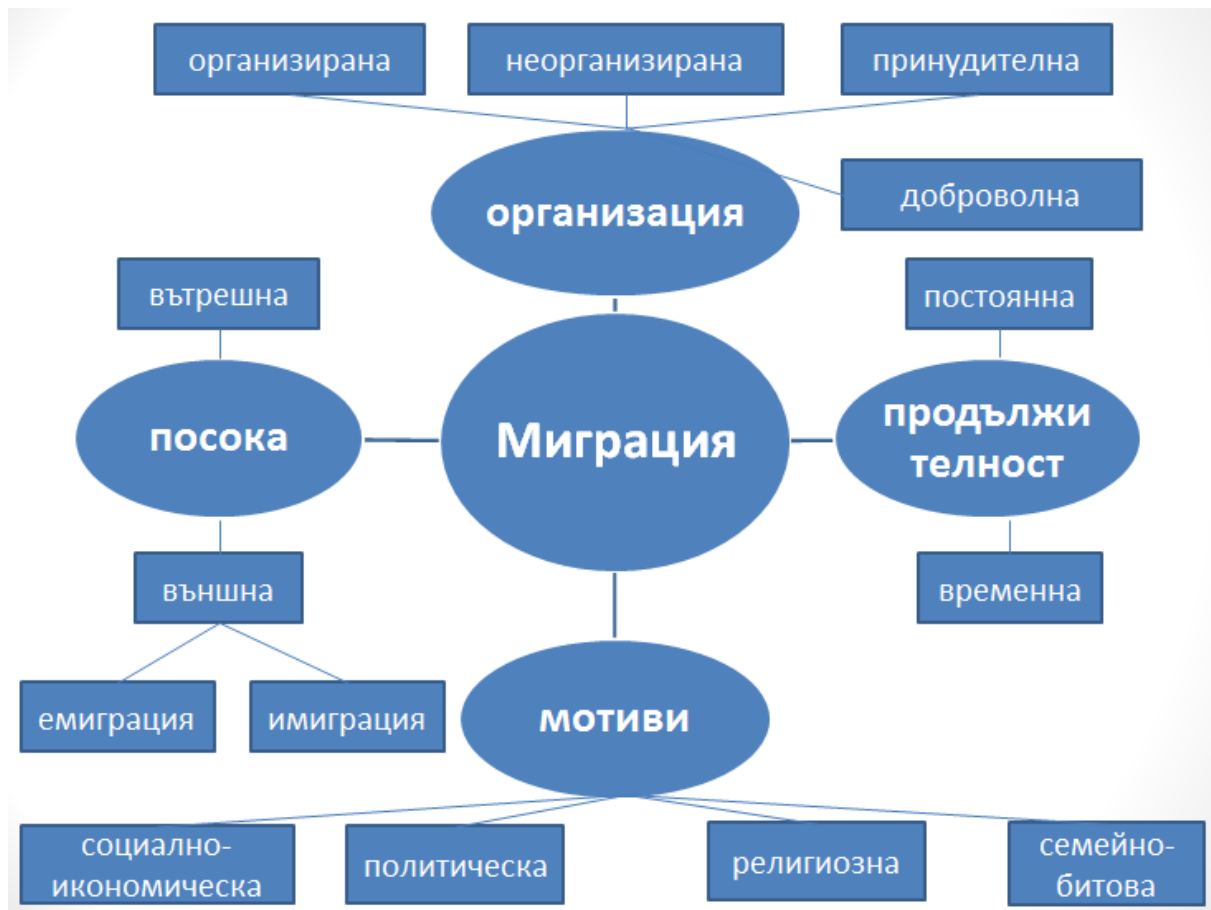 организирана
неорганизирана
принудителна
организация
доброволна
вътрешна
постоянна
посока
Миграция
продължи
телност
външна
временна
емиграция
имиграция
мотиви
социално-
икономическа
политическа
религиозна
семейно-
битова